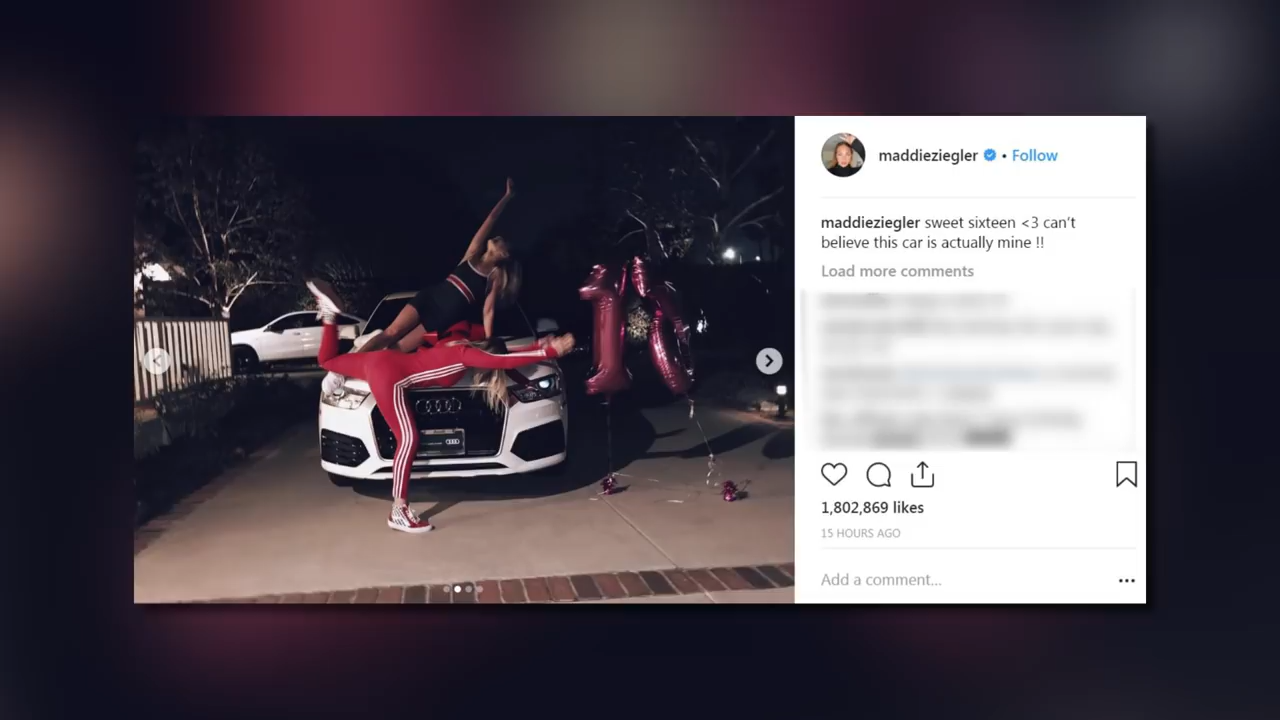 maddieziegler • Follow
maddieziegler sweet sixteen <3 can't
believe this car is actually mine !!
Load more comments
1,802,869 likes
15 HOURS AGO
Add a comment...
16